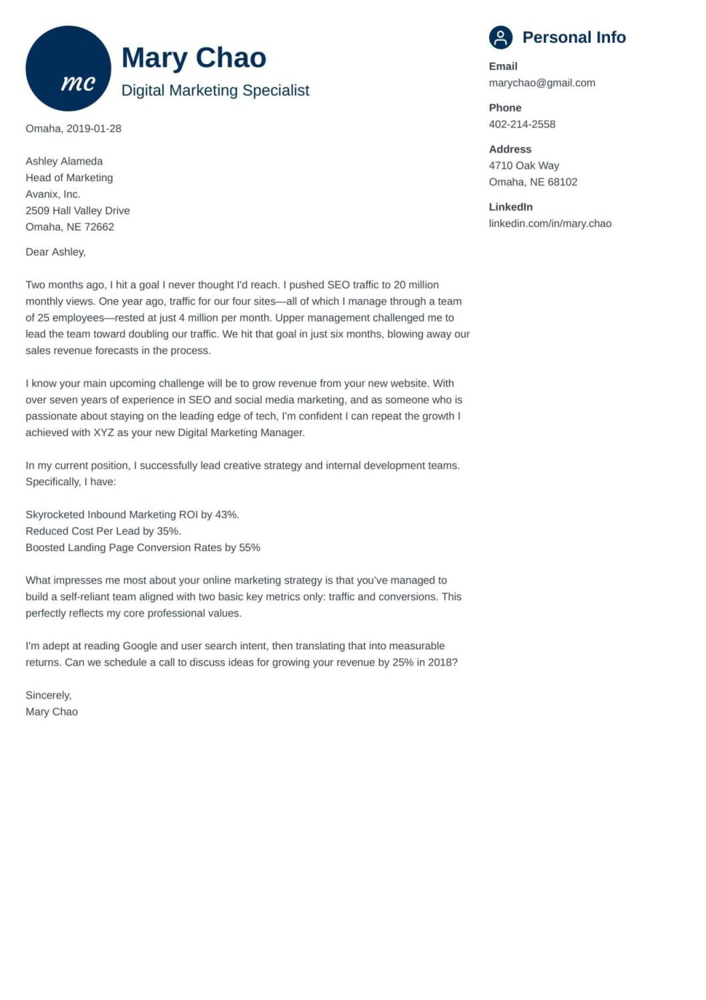 mc
Mary Chao
Digital Marketing Specialist
Omaha, 2019-01-28
Ashley Alameda
Head of Marketing
Avanix, Inc.
2509 Hall Valley Drive
Omaha, NE 72662
Dear Ashley,
Two months ago, I hit a goal I never thought I'd reach. I pushed SEO traffic to 20 million
monthly views. One year ago, traffic for our four sites—all of which I manage through a team
of 25 employees—rested at just 4 million per month. Upper management challenged me to
lead the team toward doubling our traffic. We hit that goal in just six months, blowing away our
sales revenue forecasts in the process.
I know your main upcoming challenge will be to grow revenue from your new website. With
over seven years of experience in SEO and social media marketing, and as someone who is
passionate about staying on the leading edge of tech, I'm confident I can repeat the growth I
achieved with XYZ as your new Digital Marketing Manager.
In my current position, I successfully lead creative strategy and internal development teams.
Specifically, I have:
Skyrocketed Inbound Marketing ROI by 43%.
Reduced Cost Per Lead by 35%.
Boosted Landing Page Conversion Rates by 55%
What impresses me most about your online marketing strategy is that you’ve managed to
build a self-reliant team aligned with two basic key metrics only: traffic and conversions. This
perfectly reflects my core professional values.
I'm adept at reading Google and user search intent, then translating that into measurable
returns. Can we schedule a call to discuss ideas for growing your revenue by 25% in 2018?
Sincerely,
Mary Chao
Personal Info
Email
marychao@gmail.com
Phone
402-214-2558
Address
4710 Oak Way
Omaha, NE 68102
LinkedIn
linkedin.com/in/mary.chao